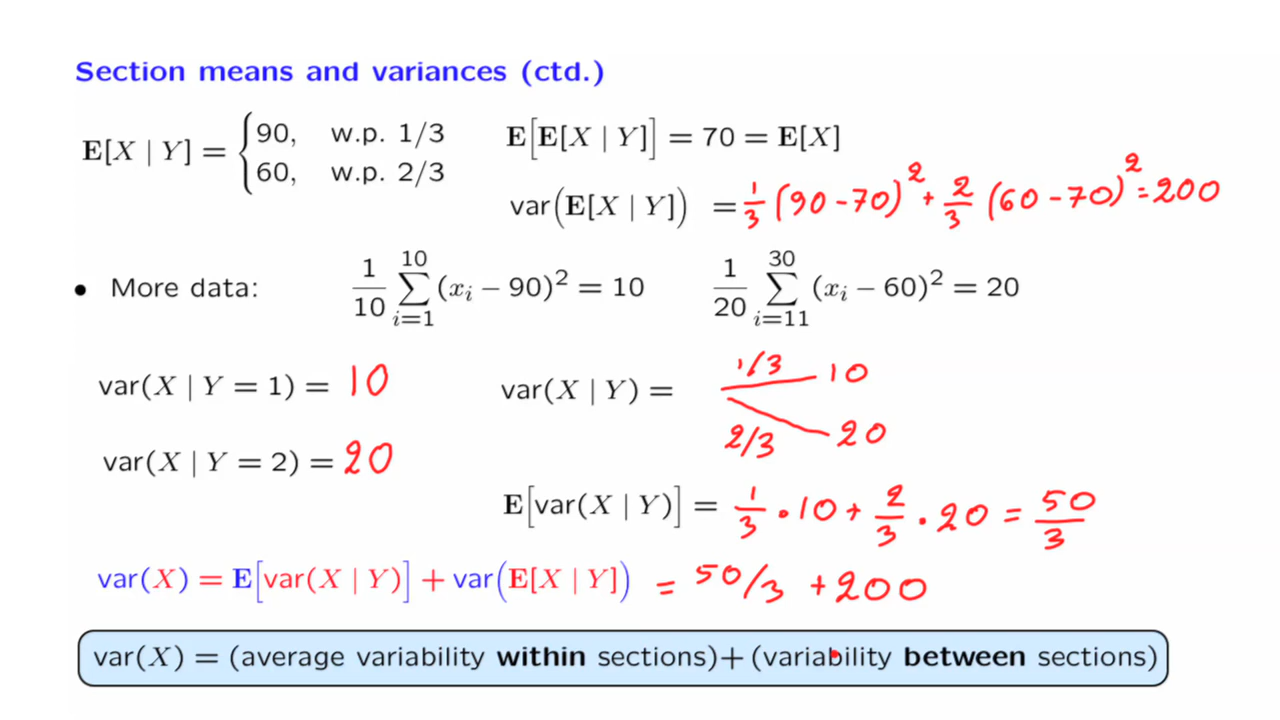 Section means and variances (ctd.)
E[X | Y] = { 90, w.p. 1/3
60, w.p. 2/3
E[E[X | Y]] = 70 = E[X]
var(E[X | Y]) = 1/3 (90 - 70)² + 2/3 (60 - 70)² = 200
• More data: 1/10 ∑_{i=1}^{10} (x_i − 90)² = 10 1/20 ∑_{i=11}^{30} (x_i − 60)² = 20
var(X | Y = 1) = 10
var(X | Y) = 1/3 10
2/3 20
var(X | Y = 2) = 20
E[var(X | Y)] = 1/3 · 10 + 2/3 · 20 = 50/3
var(X) = E[var(X | Y)] + var(E[X | Y]) = 50/3 + 200
var(X) = (average variability within sections) + (variability between sections)